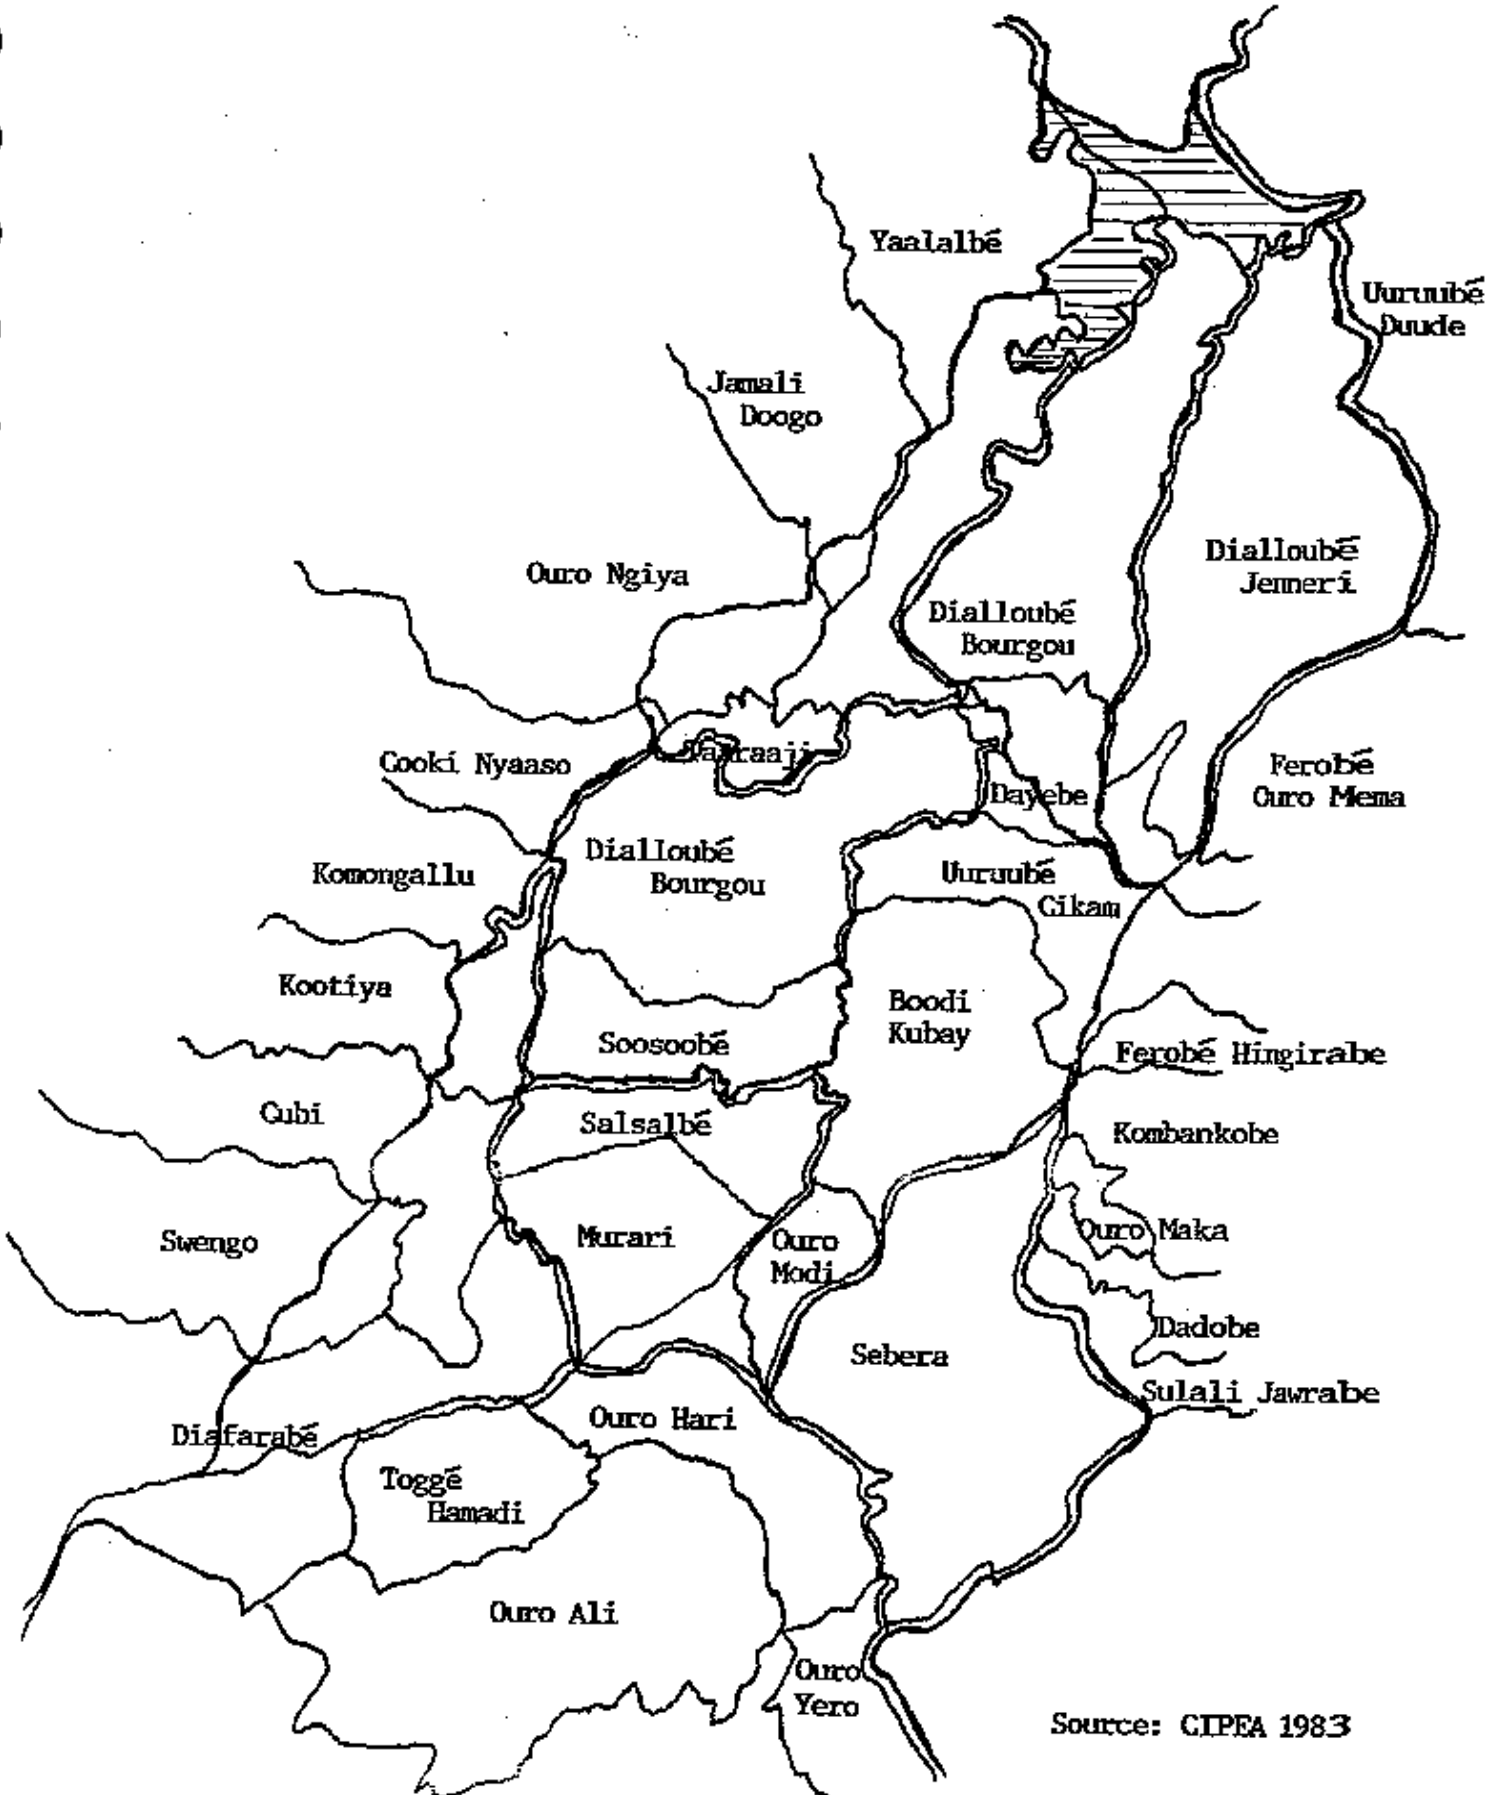 Yaalalbé
Uuruubé
Duude
Jamali
Doogo
Ouro Ngiya
Dialloubé
Jenneri
Dialloubé
Bourgou
Cooki Nyaaso
Dayebe
Ferobé
Ouro Mema
Komongallu
Dialloubé
Bourgou
Uuruubé
Cikam
Kootiya
Boodi
Kubay
Soosoobé
Ferobé Hingirabe
Cubi
Salsalbé
Kombankobe
Swengo
Murari
Ouro
Modi
Ouro Maka
Dadobe
Sebera
Sulali Jawrabe
Diafarabé
Ouro Hari
Toggé
Hamadi
Ouro Ali
Ouro
Yero
Source: CIPEA 1983